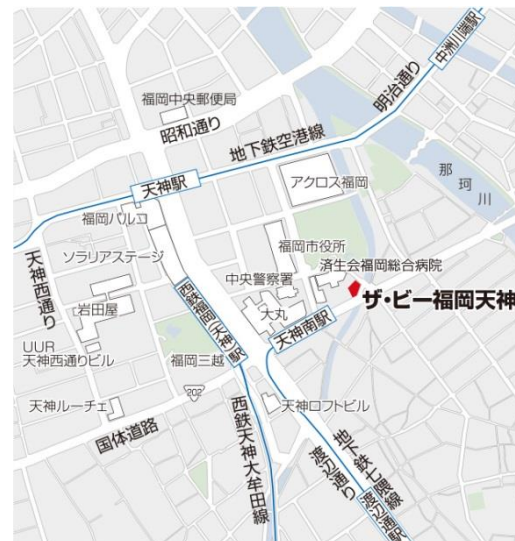 中洲川端駅
明治通り
福岡中央郵便局
昭和通り
地下鉄空港線
那珂川
天神駅
アクロス福岡
福岡パルコ
福岡市役所
ソラリアステージ
天神西通り
中央警察署
済生会福岡総合病院
ザ・ビー福岡天神
西鉄福岡(天神)駅
大丸
岩田屋
天神南駅
UUR
天神西通りビル
福岡三越
202
天神ルーチェ
天神ロフトビル
国体道路
西鉄天神大牟田線
渡辺通り
地下鉄七隈線
渡辺通駅